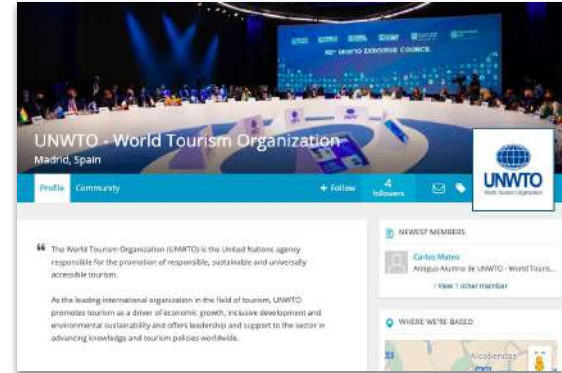 UNWTO EXECUTIVE COUNCIL
UNWTO - World Tourism Organization
Madrid, Spain
UNWTO
World Tourism Organization
Profile
Community
+ Follow
4
followers
NEWEST MEMBERS
Carlos Mateo
Antiguo Alumno de UNWTO - World Touris...
View 1 other member
WHERE WE'RE BASED
Alcobendas
“ The World Tourism Organization (UNWTO) is the United Nations agency
responsible for the promotion of responsible, sustainable and universally
accessible tourism.
As the leading international organization in the field of tourism, UNWTO
promotes tourism as a driver of economic growth, inclusive development and
environmental sustainability and offers leadership and support to the sector in
advancing knowledge and tourism policies worldwide.